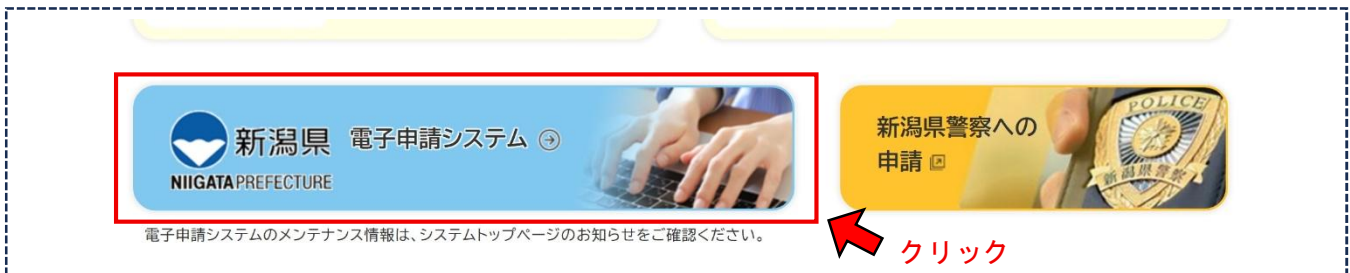 新潟県 電子申請システム
NIIGATA PREFECTURE
新潟県警察への
申請
POLICE
新潟県警察
電子申請システムのメンテナンス情報は、システムトップページのお知らせをご確認ください。
クリック